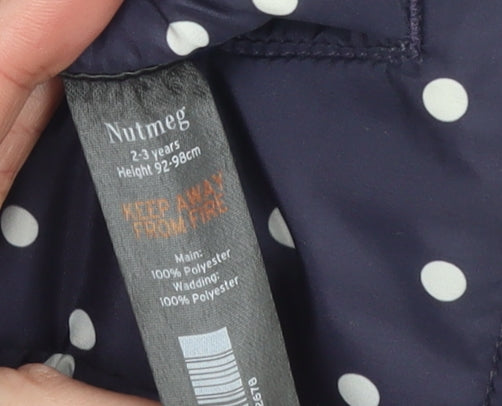 Nutmeg
2-3 years
Height 92-98cm
KEEP AWAY
FROM FIRE
Main:
100% Polyester
Wadding:
100% Polyester